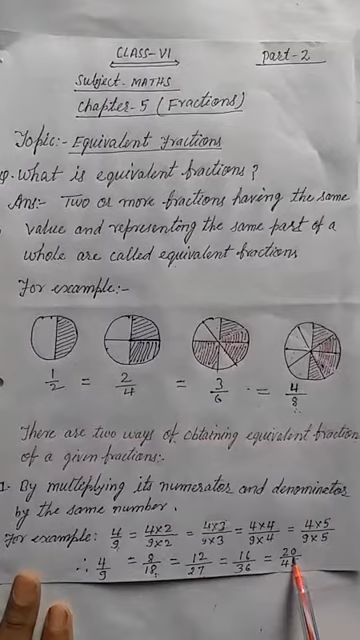 CLASS-VI Part-2
Subject-MATHS
Chapter-5 (Fractions)
Topic:- Equivalent Fractions
Q. What is equivalent fractions?
Ans:- Two or more fractions having the same
value and representing the same part of a
whole are called equivalent fractions
For example:-
1/2 = 2/4 = 3/6 = 4/8
There are two ways of obtaining equivalent fraction
of a given fractions:-
1. By multiplying its numerator and denominator
by the same number.
For example: 4/9 = 4×2/9×2 = 4×3/9×3 = 4×4/9×4 = 4×5/9×5
∴ 4/9 = 8/18 = 12/27 = 16/36 = 20/4